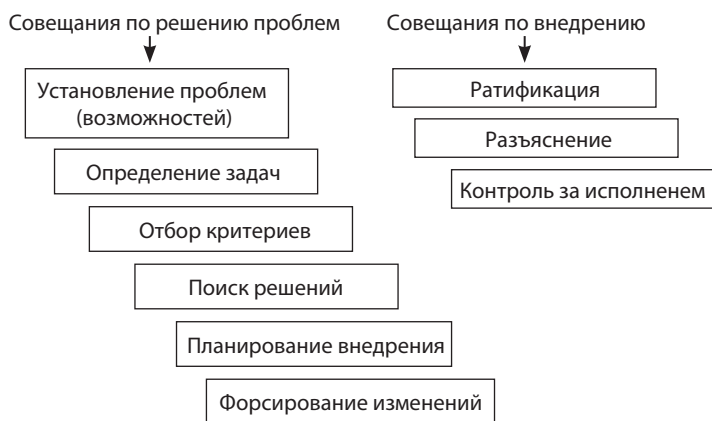 Совещания по решению проблем
Установление проблем
(возможностей)
Определение задач
Отбор критериев
Поиск решений
Планирование внедрения
Форсирование изменений
Совещания по внедрению
Ратификация
Разъяснение
Контроль за исполненем